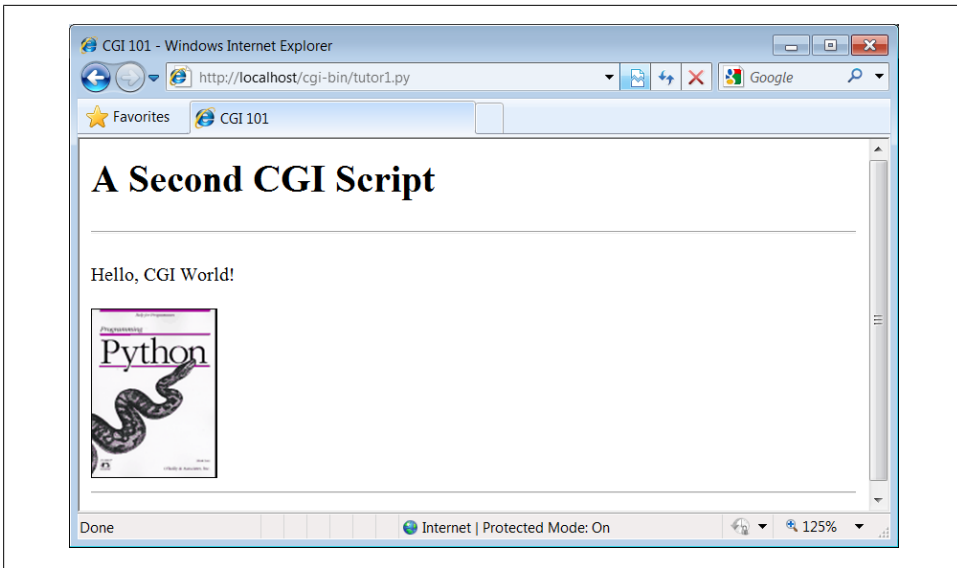 CGI 101 - Windows Internet Explorer
http://localhost/cgi-bin/tutor1.py
Google
Favorites
CGI 101
A Second CGI Script
Hello, CGI World!
Programming
Python
Done
Internet | Protected Mode: On
125%